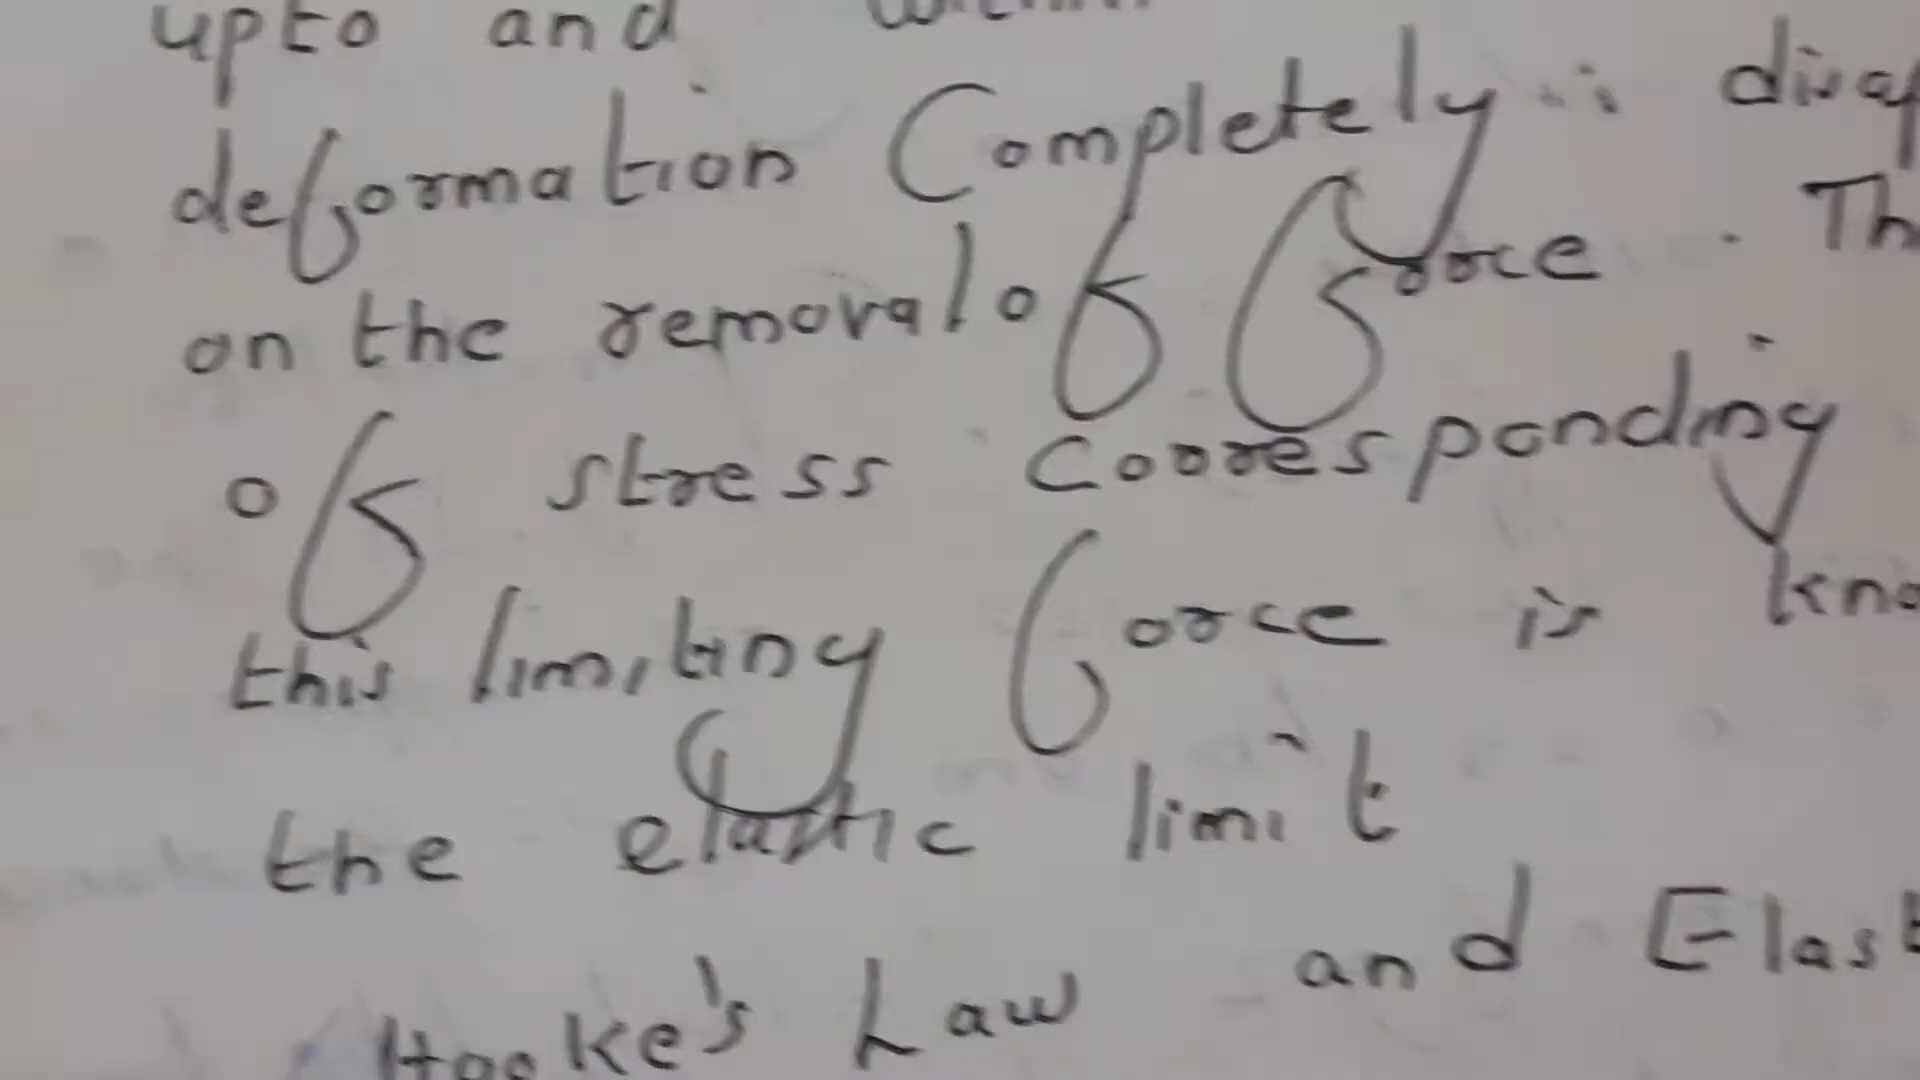 upto and within
deformation Completely disap
on the removal of force. Th
of stress Corresponding
this limiting force is kno
the elastic limit
Hooke's Law and Elast